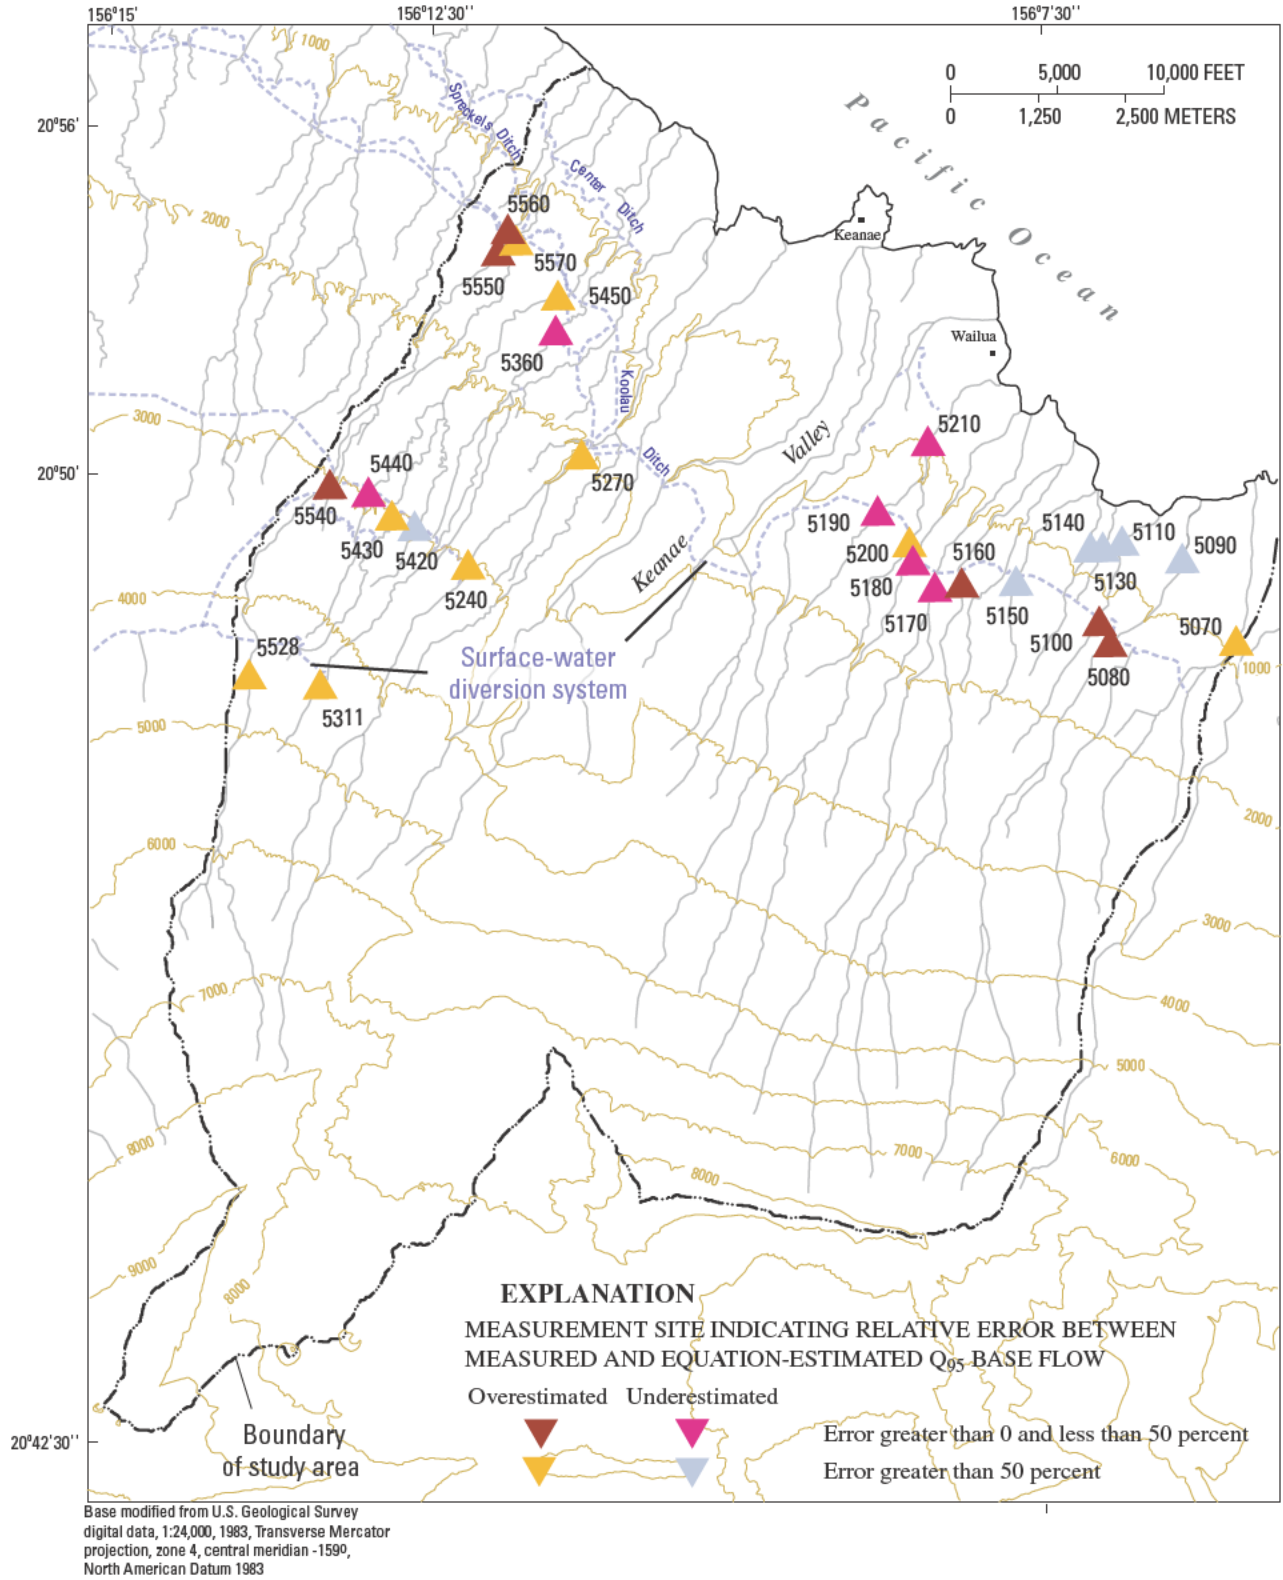 156°15'
156°12'30''
156°7'30''
0 5,000 10,000 FEET
0 1,250 2,500 METERS
1000
Spreckels Ditch
Pacific Ocean
20°56'
Center Ditch
5560
2000
Keanae
5570
5550
5450
Wailua
5360
Koolau
3000
Valley
5210
5440
Ditch
20°50'
5270
5540
5190
5140
5110
5430
5420
5200
5160
5090
Keanae
5130
5240
5180
5150
4000
5170
5100
5070
5528
5080
1000
Surface-water
diversion system
5311
5000
2000
6000
3000
7000
4000
5000
8000
7000
6000
8000
9000
8000
EXPLANATION
MEASUREMENT SITE INDICATING RELATIVE ERROR BETWEEN
MEASURED AND EQUATION-ESTIMATED Q95 BASE FLOW
Overestimated Underestimated
Error greater than 0 and less than 50 percent
Error greater than 50 percent
Boundary
of study area
20°42'30''
Base modified from U.S. Geological Survey
digital data, 1:24,000, 1983, Transverse Mercator
projection, zone 4, central meridian -159º,
North American Datum 1983